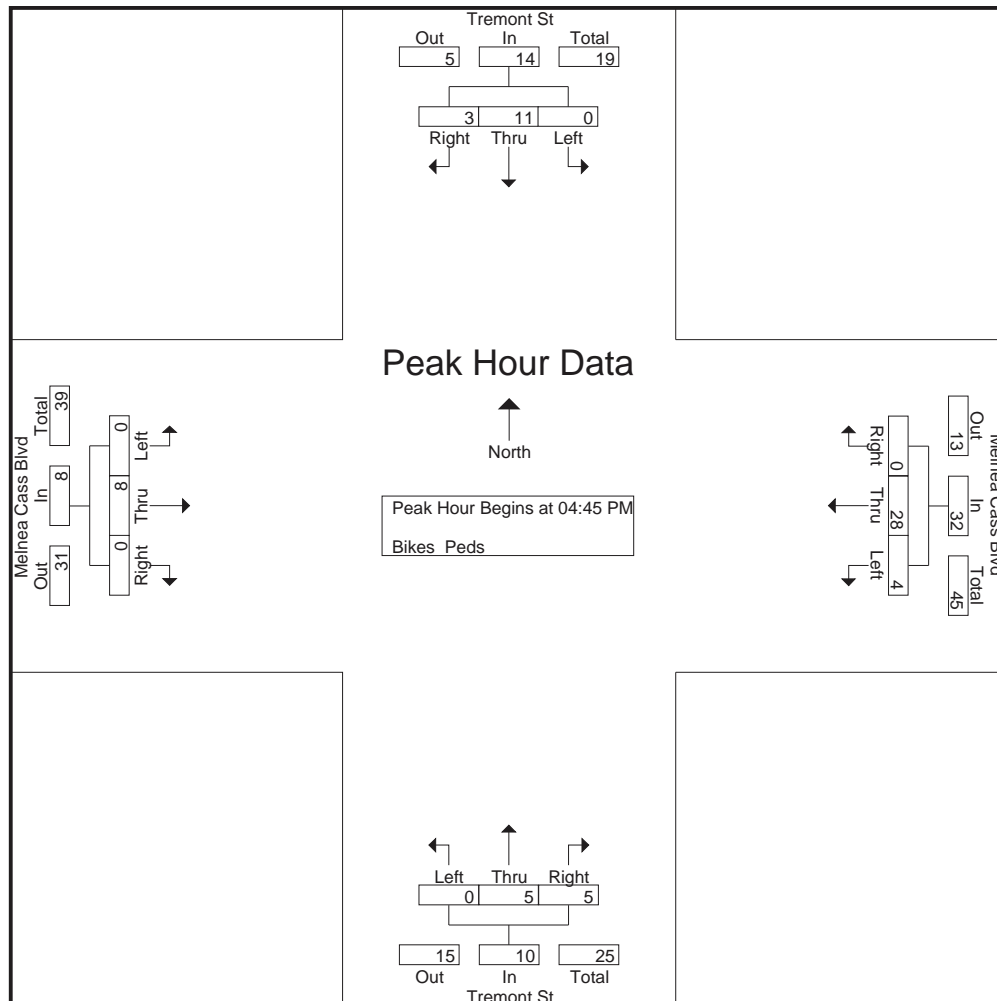 Tremont St
Out In Total
5 14 19
3 11 0
Right Thru Left
Peak Hour Data
North
Peak Hour Begins at 04:45 PM
Bikes Peds
Melnea Cass Blvd
Out In Total
31 8 39
0 8 0
Right Thru Left
Melnea Cass Blvd
Out In Total
13 32 45
0 28 4
Right Thru Left
Left Thru Right
0 5 5
15 10 25
Out In Total
Tremont St